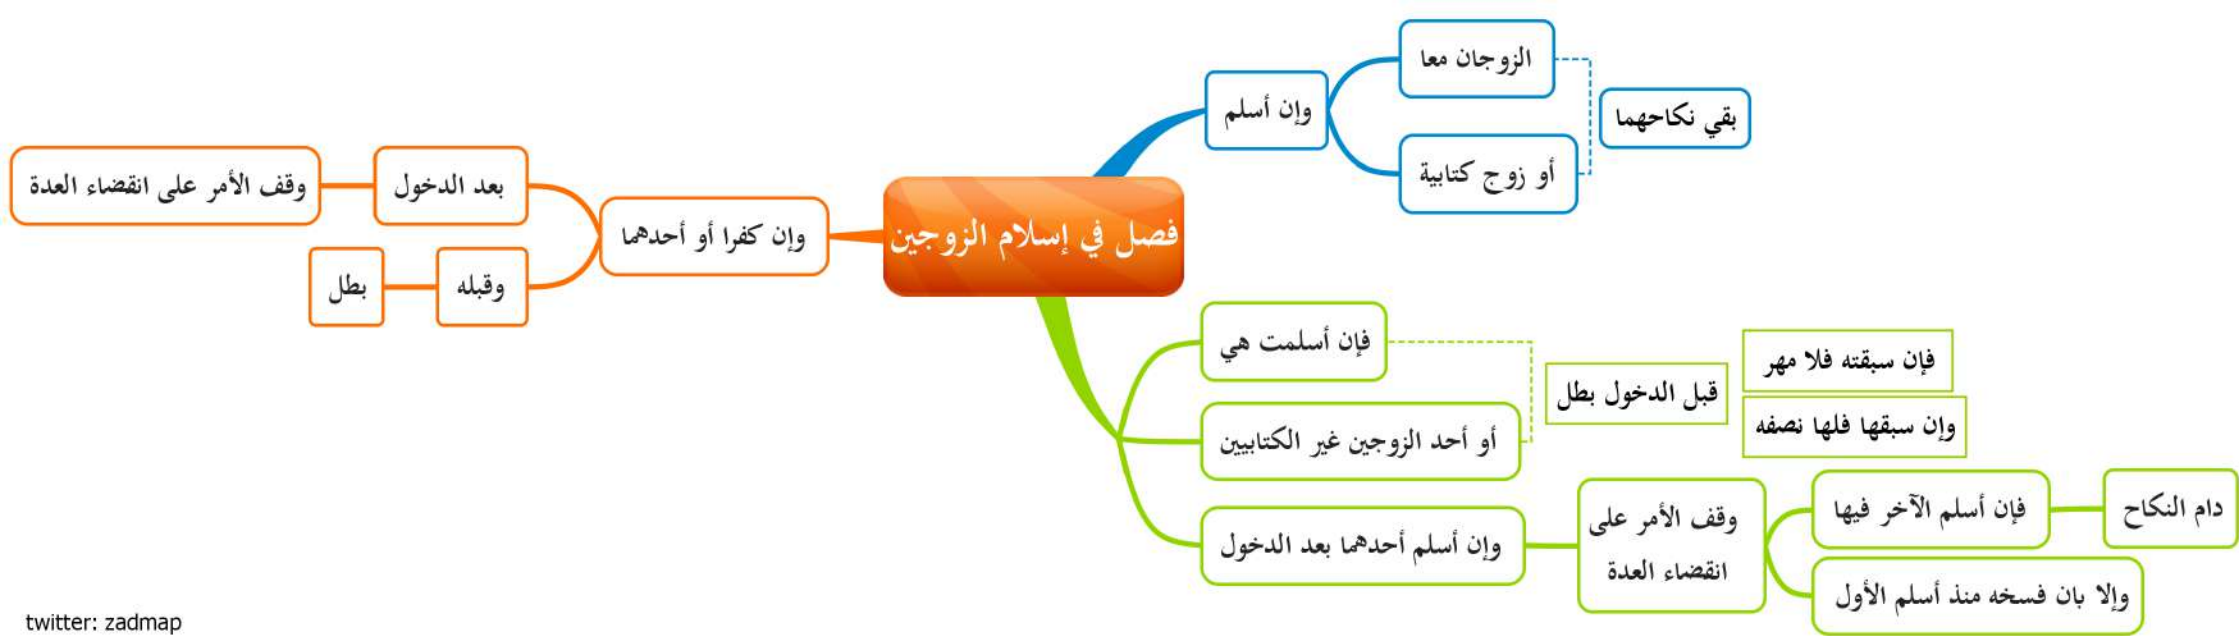 فصل في إسلام الزوجين
وإن أسلم
الزوجان معا
أو زوج كتابية
بقي نكاحهما
فإن أسلمت هي
أو أحد الزوجين غير الكتابيين
قبل الدخول بطل
فإن سبقته فلا مهر
وإن سبقها فلها نصفه
وإن أسلم أحدهما بعد الدخول
وقف الأمر على
انقضاء العدة
فإن أسلم الآخر فيها
دام النكاح
وإلا بان فسخه منذ أسلم الأول
وإن كفرا أو أحدهما
بعد الدخول
وقف الأمر على انقضاء العدة
وقبله
بطل
twitter: zadmap